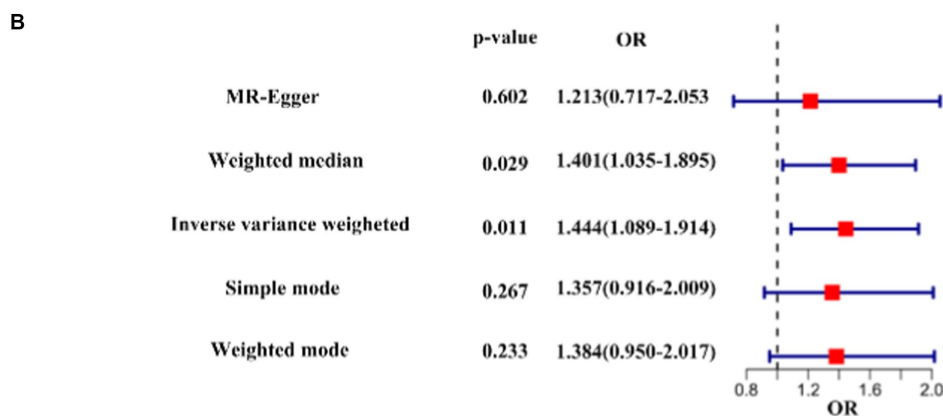 B
p-value OR
MR-Egger 0.602 1.213(0.717-2.053
Weighted median 0.029 1.401(1.035-1.895)
Inverse variance weigheted 0.011 1.444(1.089-1.914)
Simple mode 0.267 1.357(0.916-2.009)
Weighted mode 0.233 1.384(0.950-2.017)
0.8 1.2 1.6 2.0
OR